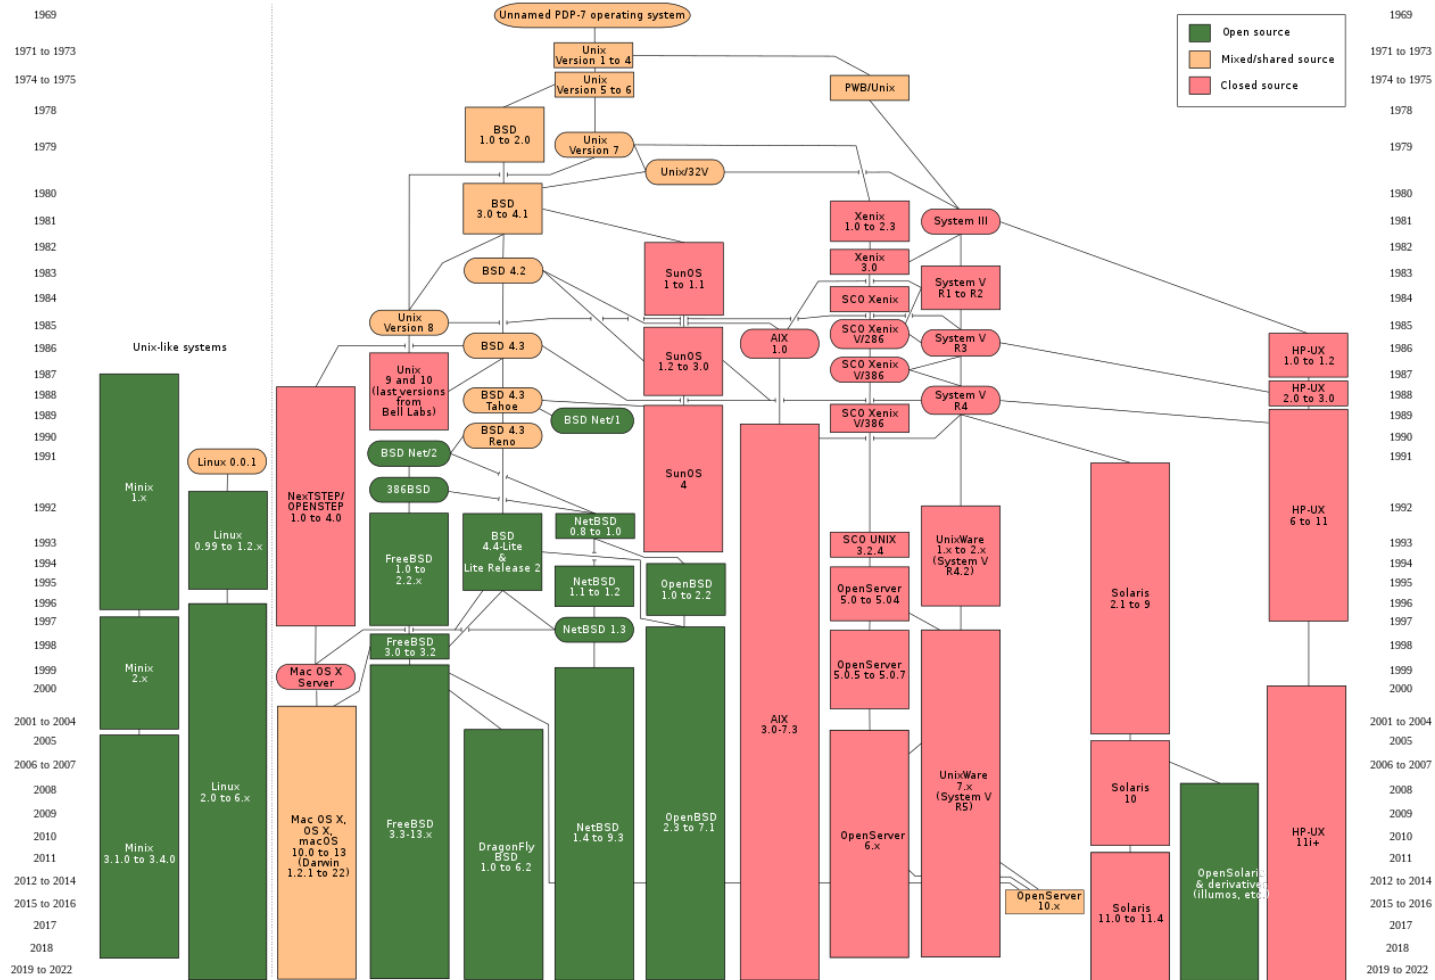 1969
1971 to 1973
1974 to 1975
1978
1979
1980
1981
1982
1983
1984
1985
1986
1987
1988
1989
1990
1991
1992
1993
1994
1995
1996
1997
1998
1999
2000
2001 to 2004
2005
2006 to 2007
2008
2009
2010
2011
2012 to 2014
2015 to 2016
2017
2018
2019 to 2022
Unix-like systems
Minix
1.x
Minix
2.x
Minix
3.1.0 to 3.4.0
Linux 0.0.1
Linux
0.99 to 1.2.x
Linux
2.0 to 6.x
Unnamed PDP-7 operating system
Unix
Version 1 to 4
Unix
Version 5 to 6
PWB/Unix
BSD
1.0 to 2.0
Unix
Version 7
Unix/32V
BSD
3.0 to 4.1
Xenix
1.0 to 2.3
System III
Xenix
3.0
BSD 4.2
SunOS
1 to 1.1
System V
R1 to R2
SCO Xenix
Unix
Version 8
SCO Xenix
V/286
AIX
1.0
System V
R3
BSD 4.3
SunOS
1.2 to 3.0
HP-UX
1.0 to 1.2
Unix
9 and 10
(last versions
from
Bell Labs)
SCO Xenix
V/386
HP-UX
2.0 to 3.0
BSD 4.3
Tahoe
System V
R4
BSD Net/1
SCO Xenix
V/386
BSD 4.3
Reno
BSD Net/2
386BSD
SunOS
4
NexTSTEP/
OPENSTEP
1.0 to 4.0
HP-UX
6 to 11
NetBSD
0.8 to 1.0
BSD
4.4-Lite
&
Lite Release 2
FreeBSD
1.0 to
2.2.x
SCO UNIX
3.2.4
UnixWare
1.x to 2.x
(System V
R4.2)
NetBSD
1.1 to 1.2
OpenBSD
1.0 to 2.2
OpenServer
5.0 to 5.04
Solaris
2.1 to 9
NetBSD 1.3
FreeBSD
3.0 to 3.2
Mac OS X
Server
OpenServer
5.0.5 to 5.0.7
AIX
3.0-7.3
UnixWare
7.x
(System V
R5)
Solaris
10
Mac OS X,
OS X,
macOS
10.0 to 13
(Darwin
1.2.1 to 22)
FreeBSD
3.3-13.x
DragonFly
BSD
1.0 to 6.2
NetBSD
1.4 to 9.3
OpenBSD
2.3 to 7.1
OpenServer
6.x
HP-UX
11i+
OpenSolaris
& derivatives
(illumos, etc.)
OpenServer
10.x
Solaris
11.0 to 11.4
Open source
Mixed/shared source
Closed source
1969
1971 to 1973
1974 to 1975
1978
1979
1980
1981
1982
1983
1984
1985
1986
1987
1988
1989
1990
1991
1992
1993
1994
1995
1996
1997
1998
1999
2000
2001 to 2004
2005
2006 to 2007
2008
2009
2010
2011
2012 to 2014
2015 to 2016
2017
2018
2019 to 2022